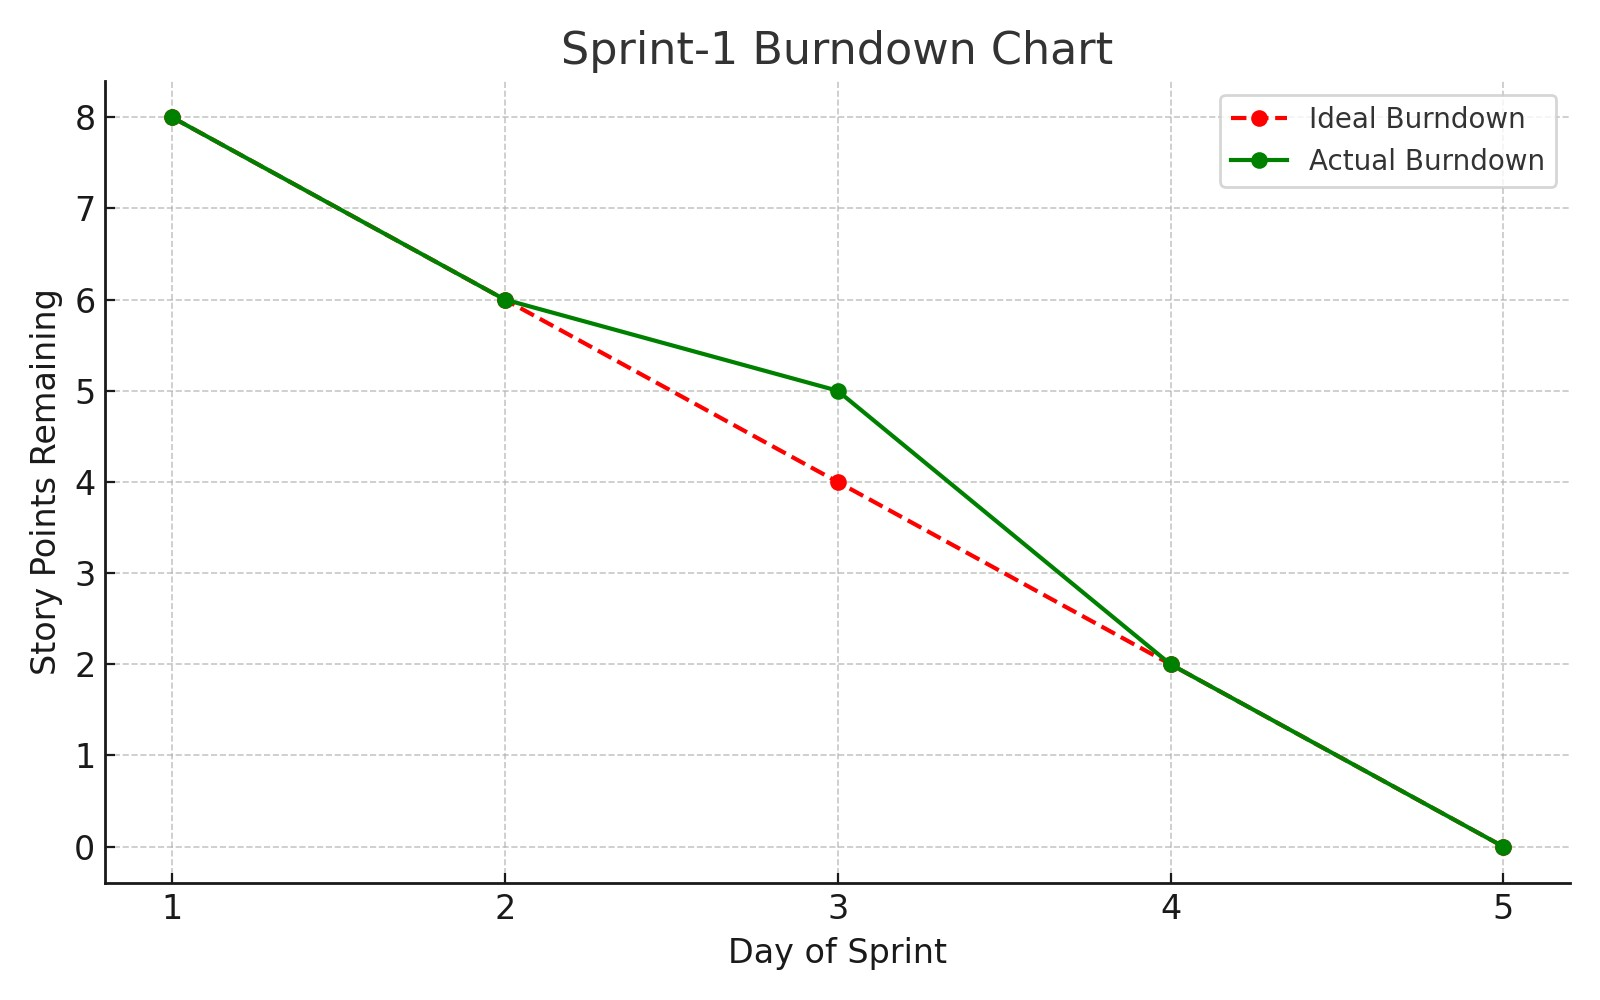 Sprint-1 Burndown Chart
Ideal Burndown
Actual Burndown
Story Points Remaining
8
7
6
5
4
3
2
1
0
1 2 3 4 5
Day of Sprint